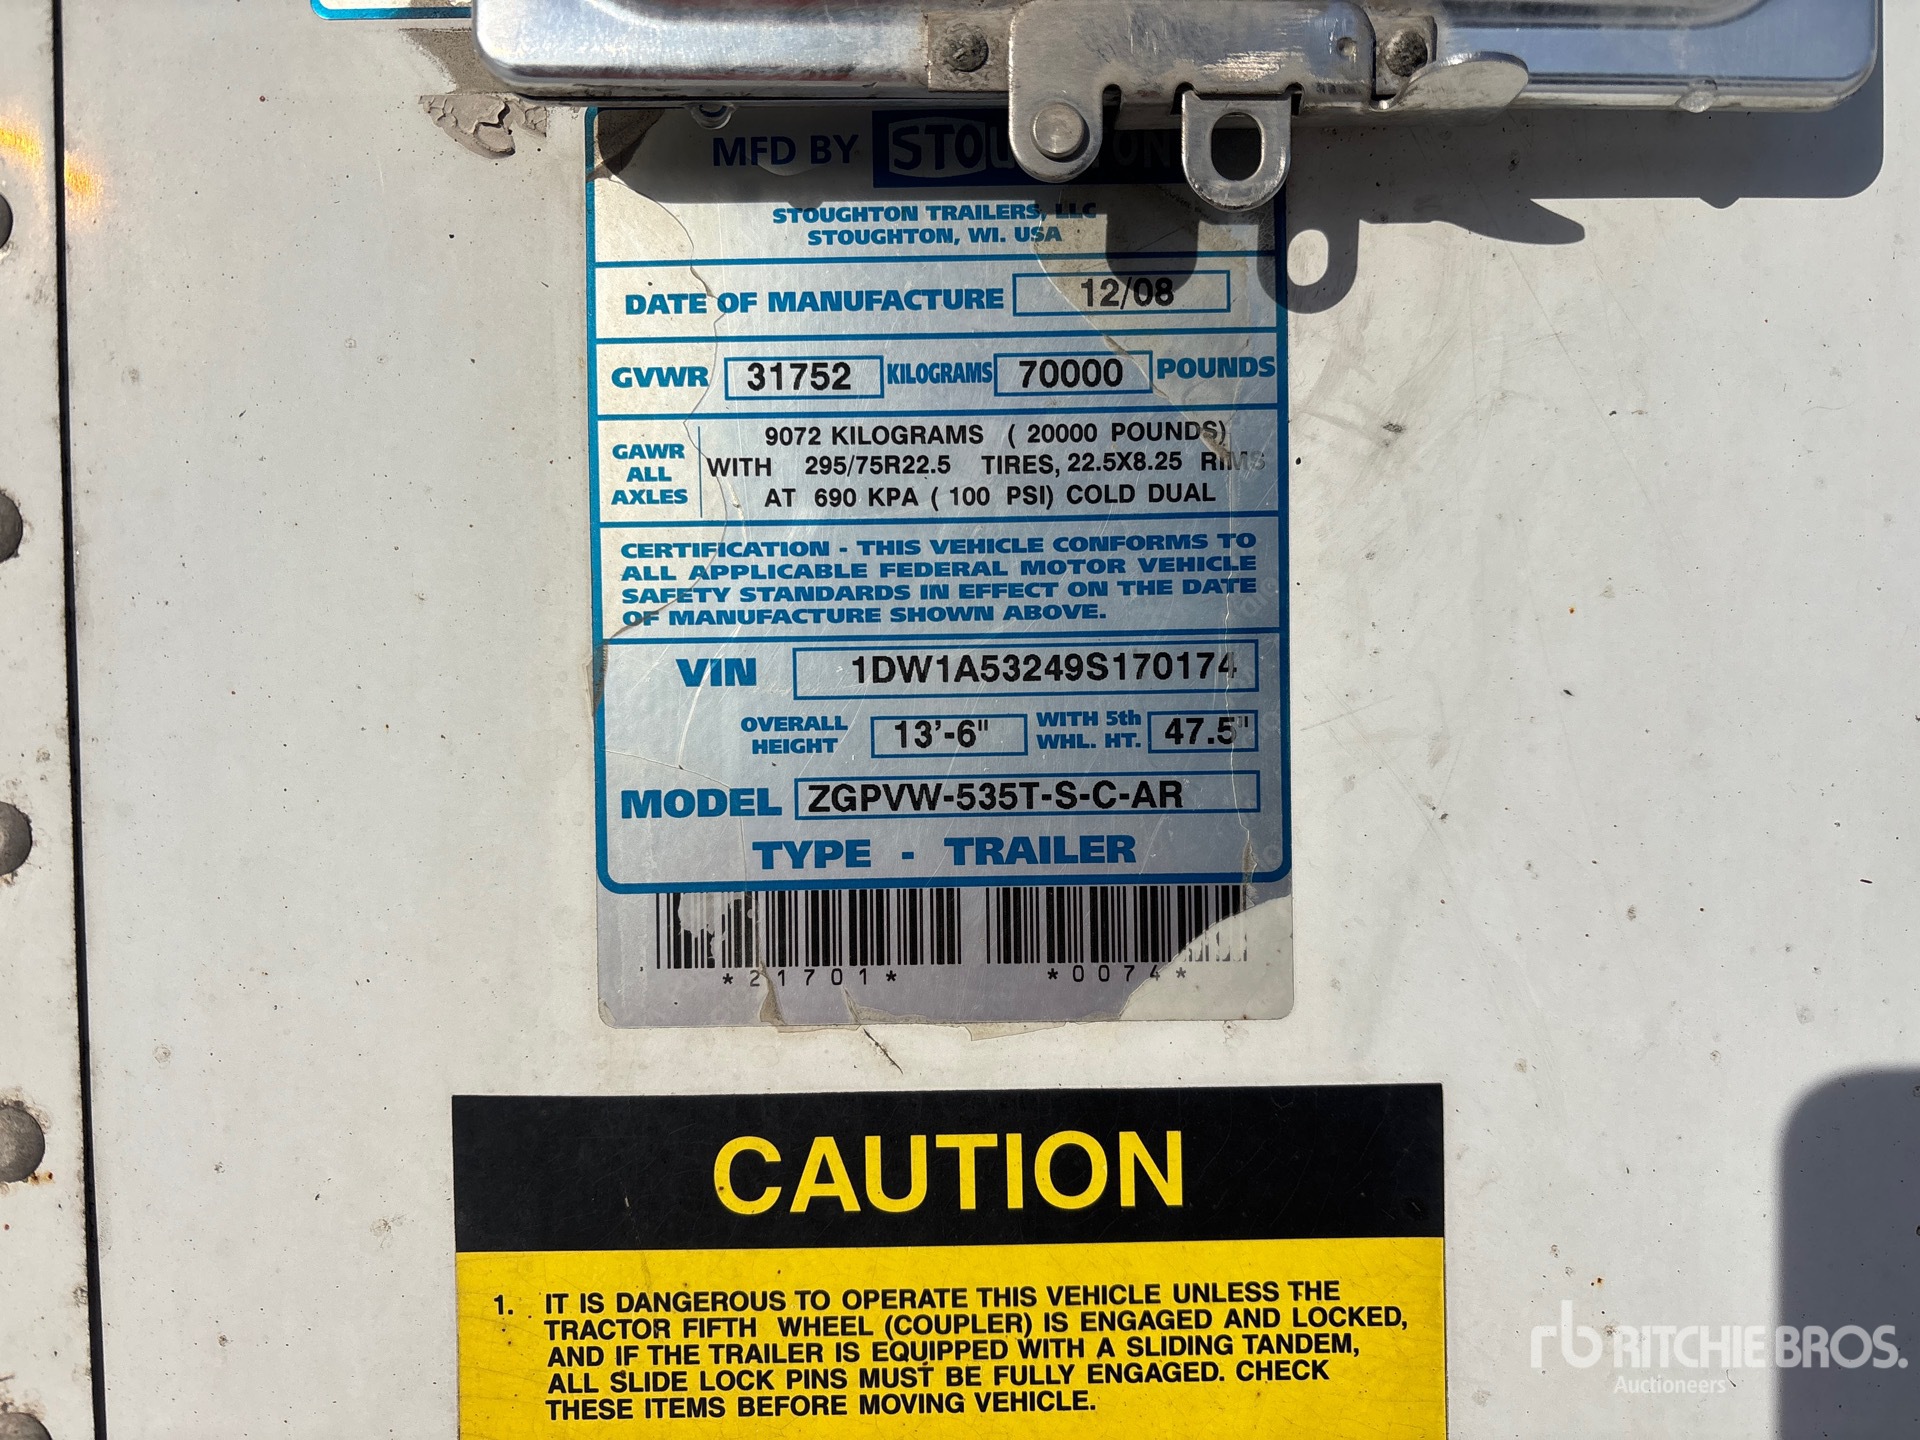 MFD BY STOUGHTON
STOUGHTON TRAILERS, LLC
STOUGHTON, WI. USA
DATE OF MANUFACTURE 12/08
GVWR 31752 KILOGRAMS 70000 POUNDS
GAWR ALL AXLES
9072 KILOGRAMS ( 20000 POUNDS)
WITH 295/75R22.5 TIRES, 22.5X8.25 RIMS
AT 690 KPA ( 100 PSI) COLD DUAL
CERTIFICATION - THIS VEHICLE CONFORMS TO
ALL APPLICABLE FEDERAL MOTOR VEHICLE
SAFETY STANDARDS IN EFFECT ON THE DATE
OF MANUFACTURE SHOWN ABOVE.
VIN 1DW1A53249S170174
OVERALL HEIGHT 13'-6" WITH 5th WHL. HT. 47.5"
MODEL ZGPVW-535T-S-C-AR
TYPE - TRAILER
*21701* *0074*
CAUTION
1. IT IS DANGEROUS TO OPERATE THIS VEHICLE UNLESS THE
TRACTOR FIFTH WHEEL (COUPLER) IS ENGAGED AND LOCKED,
AND IF THE TRAILER IS EQUIPPED WITH A SLIDING TANDEM,
ALL SLIDE LOCK PINS MUST BE FULLY ENGAGED. CHECK
THESE ITEMS BEFORE MOVING VEHICLE.
rb RITCHIE BROS.
Auctioneers